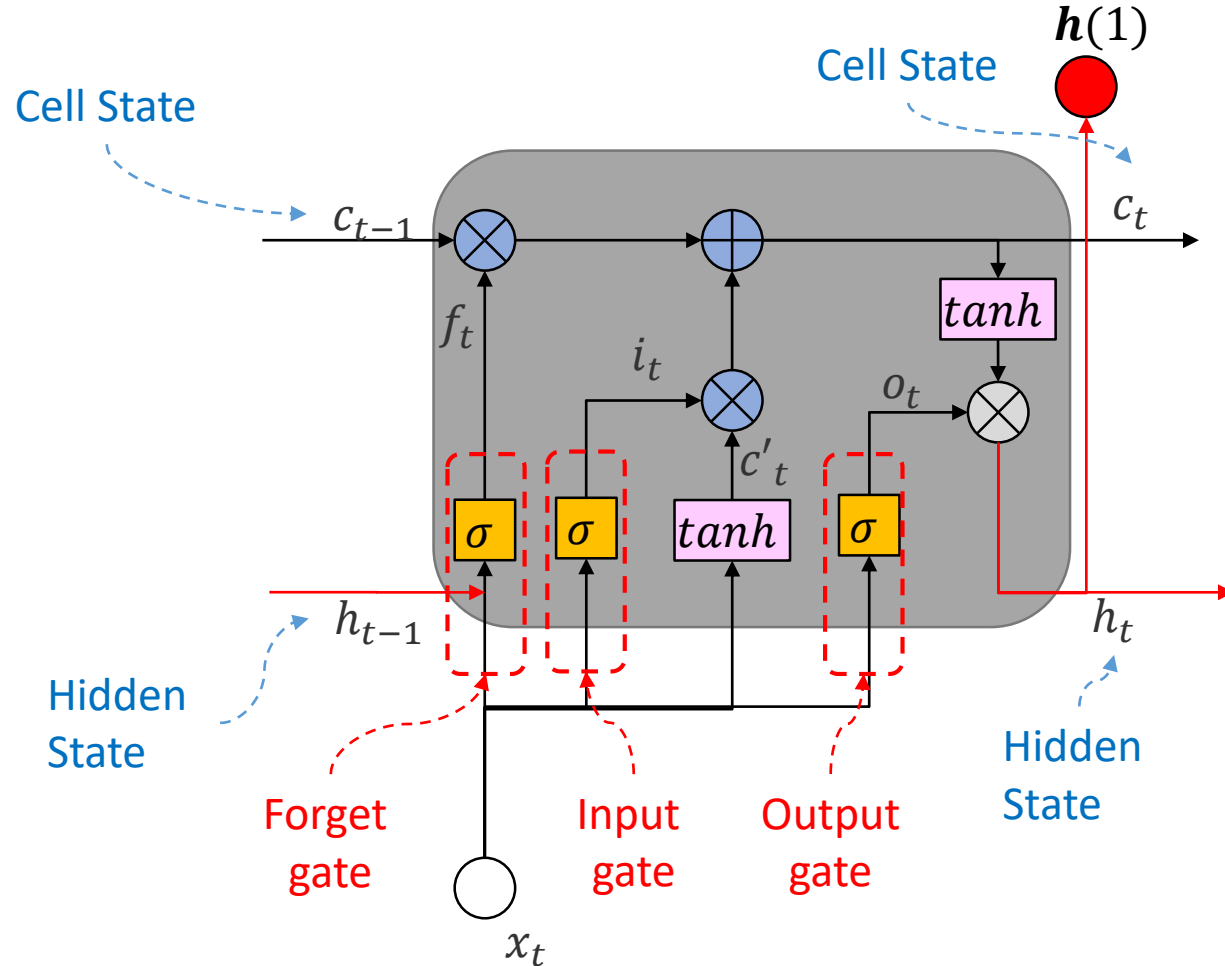 h(1)
Cell State
Cell State
c_{t−1}
c_t
tanh
f_t
i_t
o_t
c'_t
σ
σ
tanh
σ
h_{t−1}
h_t
Hidden
State
Hidden
State
Forget
gate
Input
gate
Output
gate
x_t